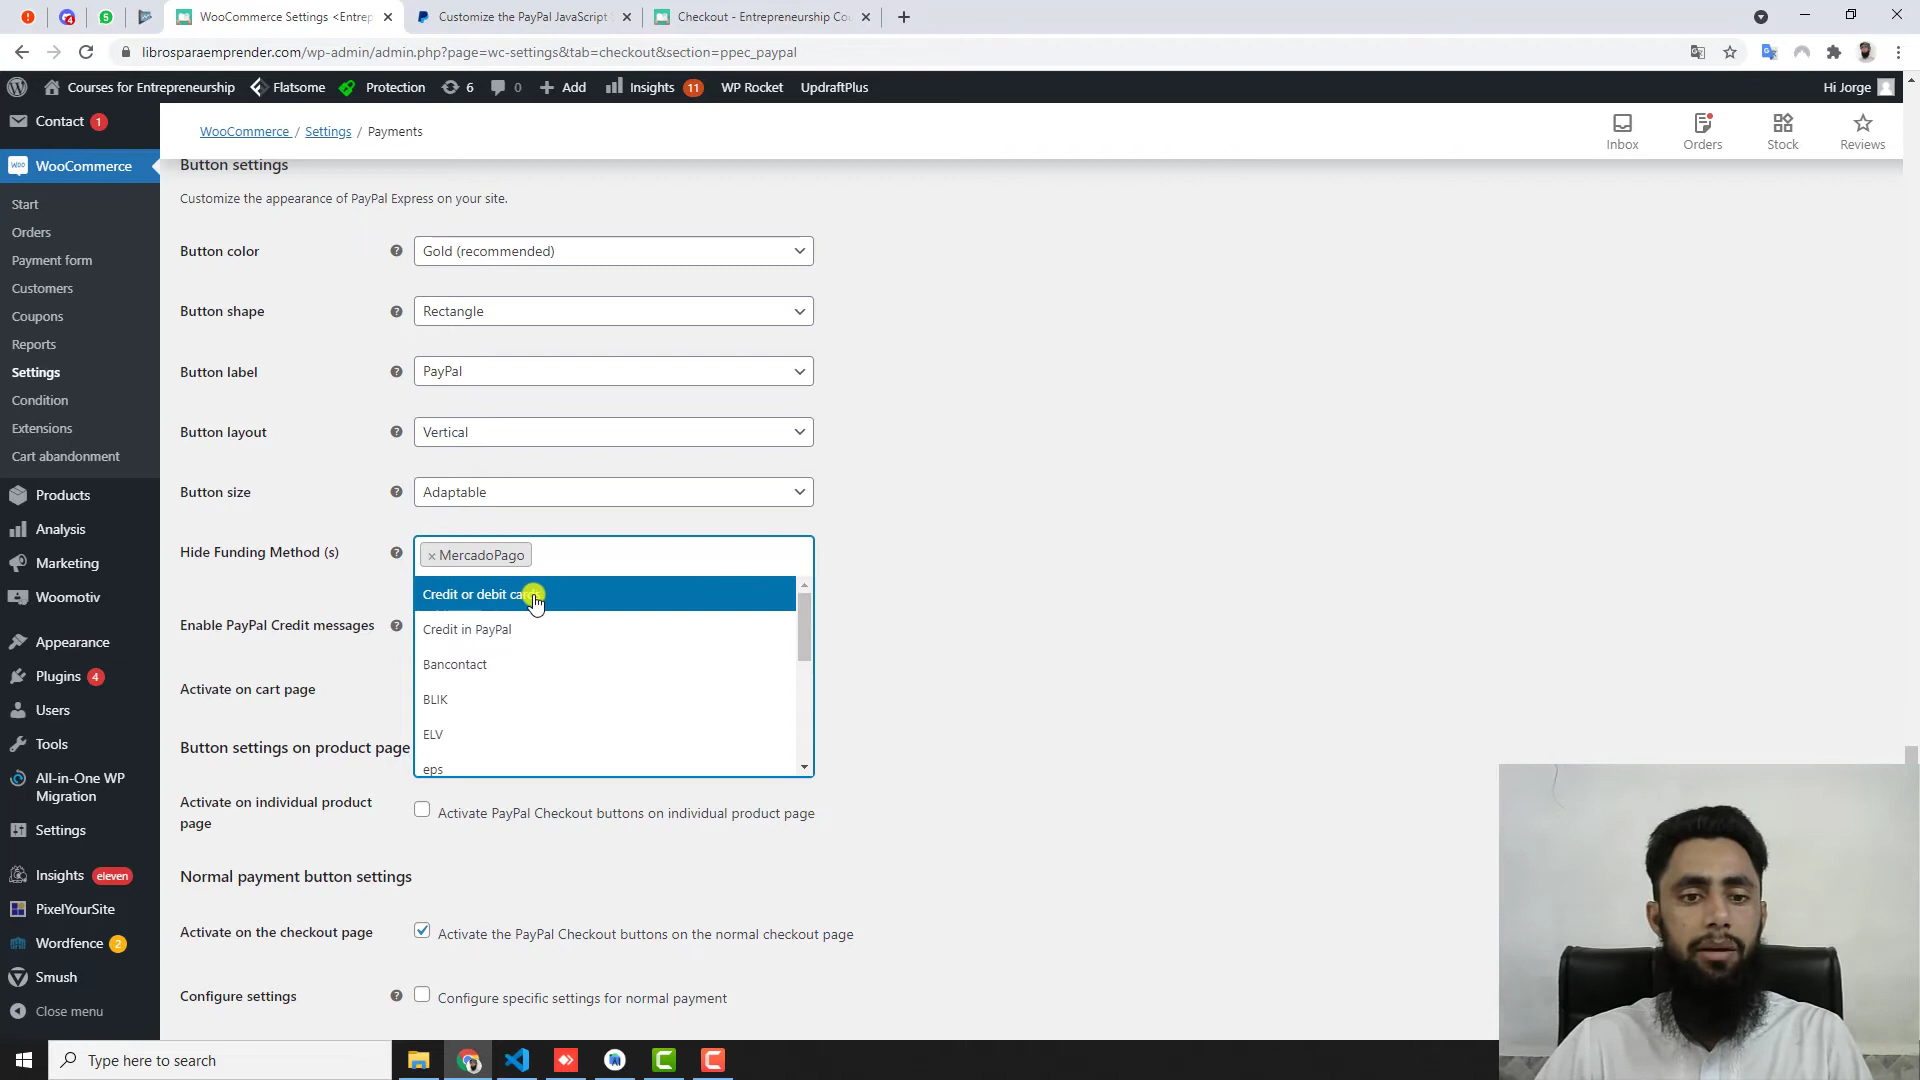 WooCommerce Settings <Entrep
Customize the PayPal JavaScript
Checkout - Entrepreneurship Cou
librosparaemprender.com/wp-admin/admin.php?page=wc-settings&tab=checkout&section=ppec_paypal
Courses for Entrepreneurship
Flatsome
Protection
6
0
Add
Insights 11
WP Rocket
UpdraftPlus
Hi Jorge
Contact 1
WooCommerce
Start
Orders
Payment form
Customers
Coupons
Reports
Settings
Condition
Extensions
Cart abandonment
Products
Analysis
Marketing
Woomotiv
Appearance
Plugins 4
Users
Tools
All-in-One WP
Migration
Settings
Insights eleven
PixelYourSite
Wordfence 2
Smush
Close menu
WooCommerce / Settings / Payments
Inbox
Orders
Stock
Reviews
Button settings
Customize the appearance of PayPal Express on your site.
Button color
Gold (recommended)
Button shape
Rectangle
Button label
PayPal
Button layout
Vertical
Button size
Adaptable
Hide Funding Method (s)
× MercadoPago
Credit or debit cards
Credit in PayPal
Bancontact
BLIK
ELV
eps
Enable PayPal Credit messages
Activate on cart page
Button settings on product page
Activate on individual product
page
Activate PayPal Checkout buttons on individual product page
Normal payment button settings
Activate on the checkout page
Activate the PayPal Checkout buttons on the normal checkout page
Configure settings
Configure specific settings for normal payment
Type here to search